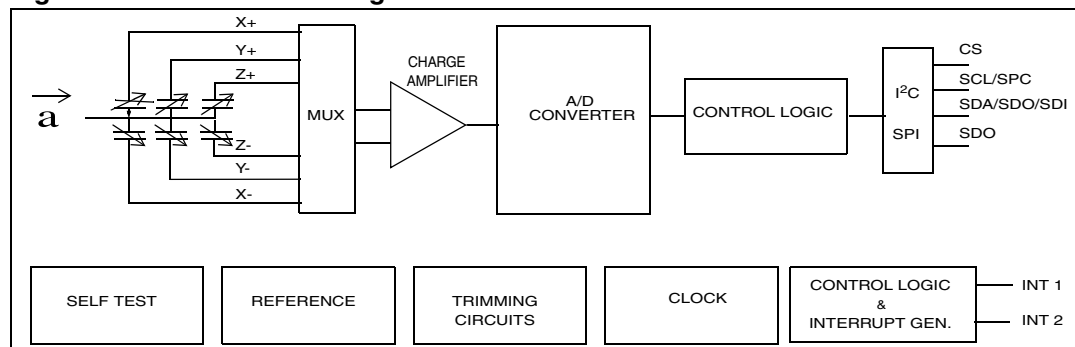 X+
Y+
Z+
CHARGE
AMPLIFIER
a
MUX
A/D
CONVERTER
CONTROL LOGIC
I²C
SPI
CS
SCL/SPC
SDA/SDO/SDI
SDO
Z-
Y-
X-
SELF TEST
REFERENCE
TRIMMING
CIRCUITS
CLOCK
CONTROL LOGIC
&
INTERRUPT GEN.
INT 1
INT 2